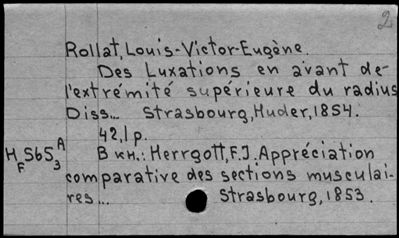 2
Rollat, Louis-Victor-Eugène.
Des Luxations en avant de
l'extrémité supérieure du radius
Diss... Strasbourg, Huder, 1854.
42,1 p.
H 565 A
F 3
В кн.: Herrgott, F.J. Appréciation
comparative des sections musculai-
res... Strasbourg, 1853.